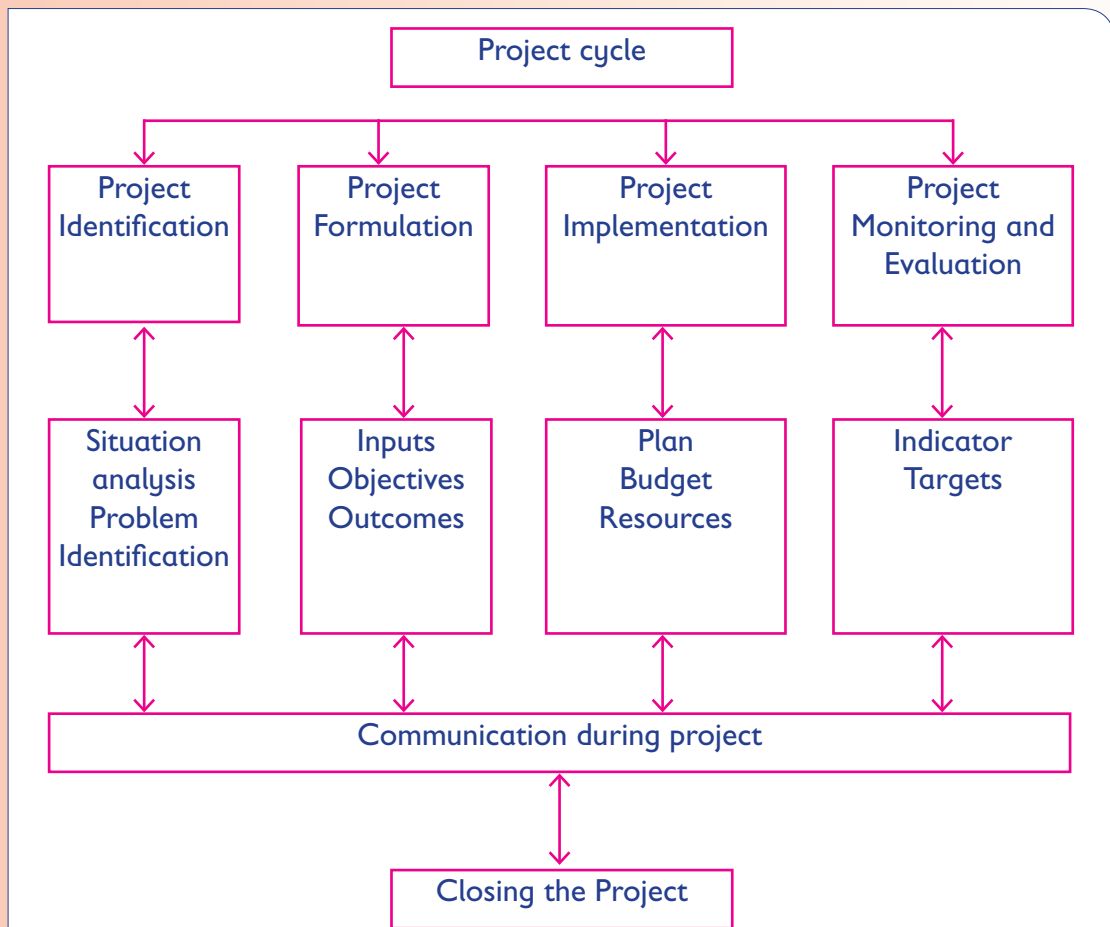 Project cycle
Project
Identification
Project
Formulation
Project
Implementation
Project
Monitoring and
Evaluation
Situation
analysis
Problem
Identification
Inputs
Objectives
Outcomes
Plan
Budget
Resources
Indicator
Targets
Communication during project
Closing the Project